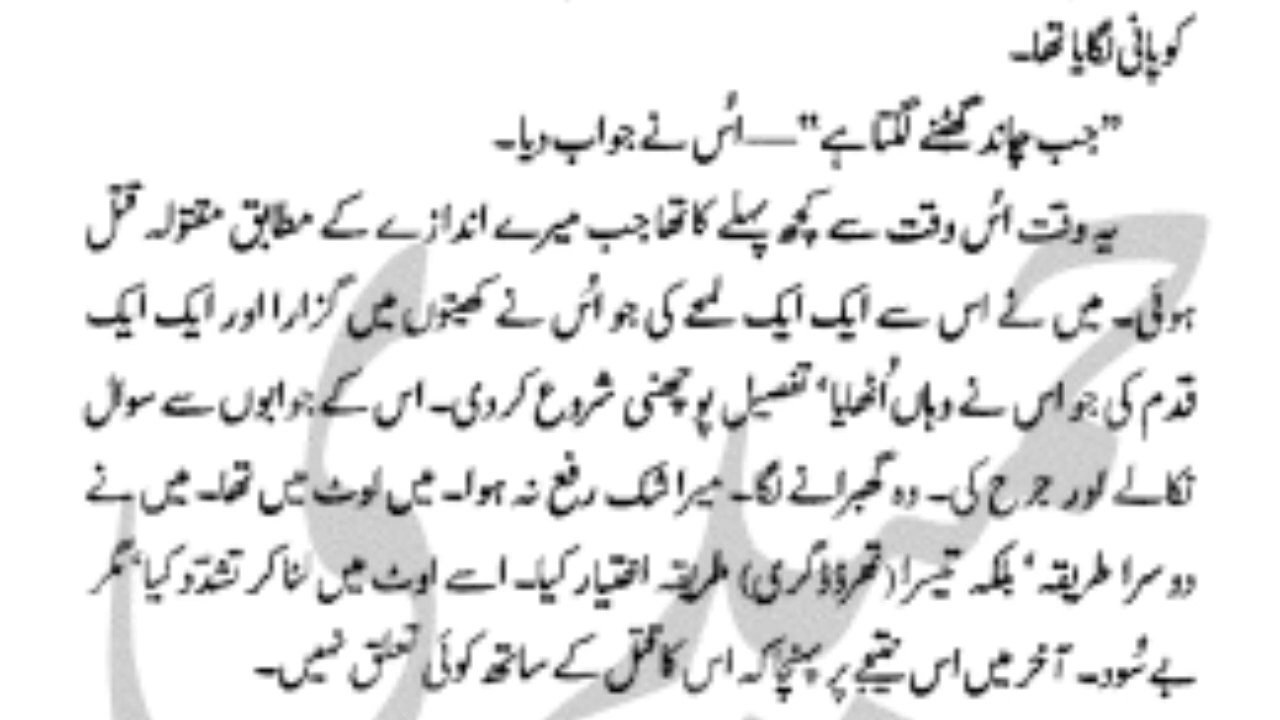 کو پانی لگایا تھا۔
”جب چاند گھٹنے لگتا ہے“—اُس نے جواب دیا۔
یہ وقت اُس وقت سے کچھ پہلے کا تھا جب میرے اندازے کے مطابق مقتولہ قتل
ہوئی۔ میں نے اس سے ایک ایک لمحے کی جو اُس نے کھیتوں میں گزارا اور ایک ایک
قدم کی جو اس نے وہاں اُٹھایا‘ تفصیل پوچھنی شروع کر دی۔ اس کے جوابوں سے سوال
نکالے اور جرح کی۔ وہ گھبرانے لگا۔ میرا شک رفع نہ ہوا۔ میں اوٹ میں تھا۔ میں نے
دوسرا طریقہ‘ بلکہ تیسرا (تھرڈ ڈگری) طریقہ اختیار کیا۔ اسے اوٹ میں لٹا کر تشدّد کیا‘ مگر
بے سُود۔ آخر میں اس نتیجے پر پہنچا کہ اس کا قتل کے ساتھ کوئی تعلق نہیں۔